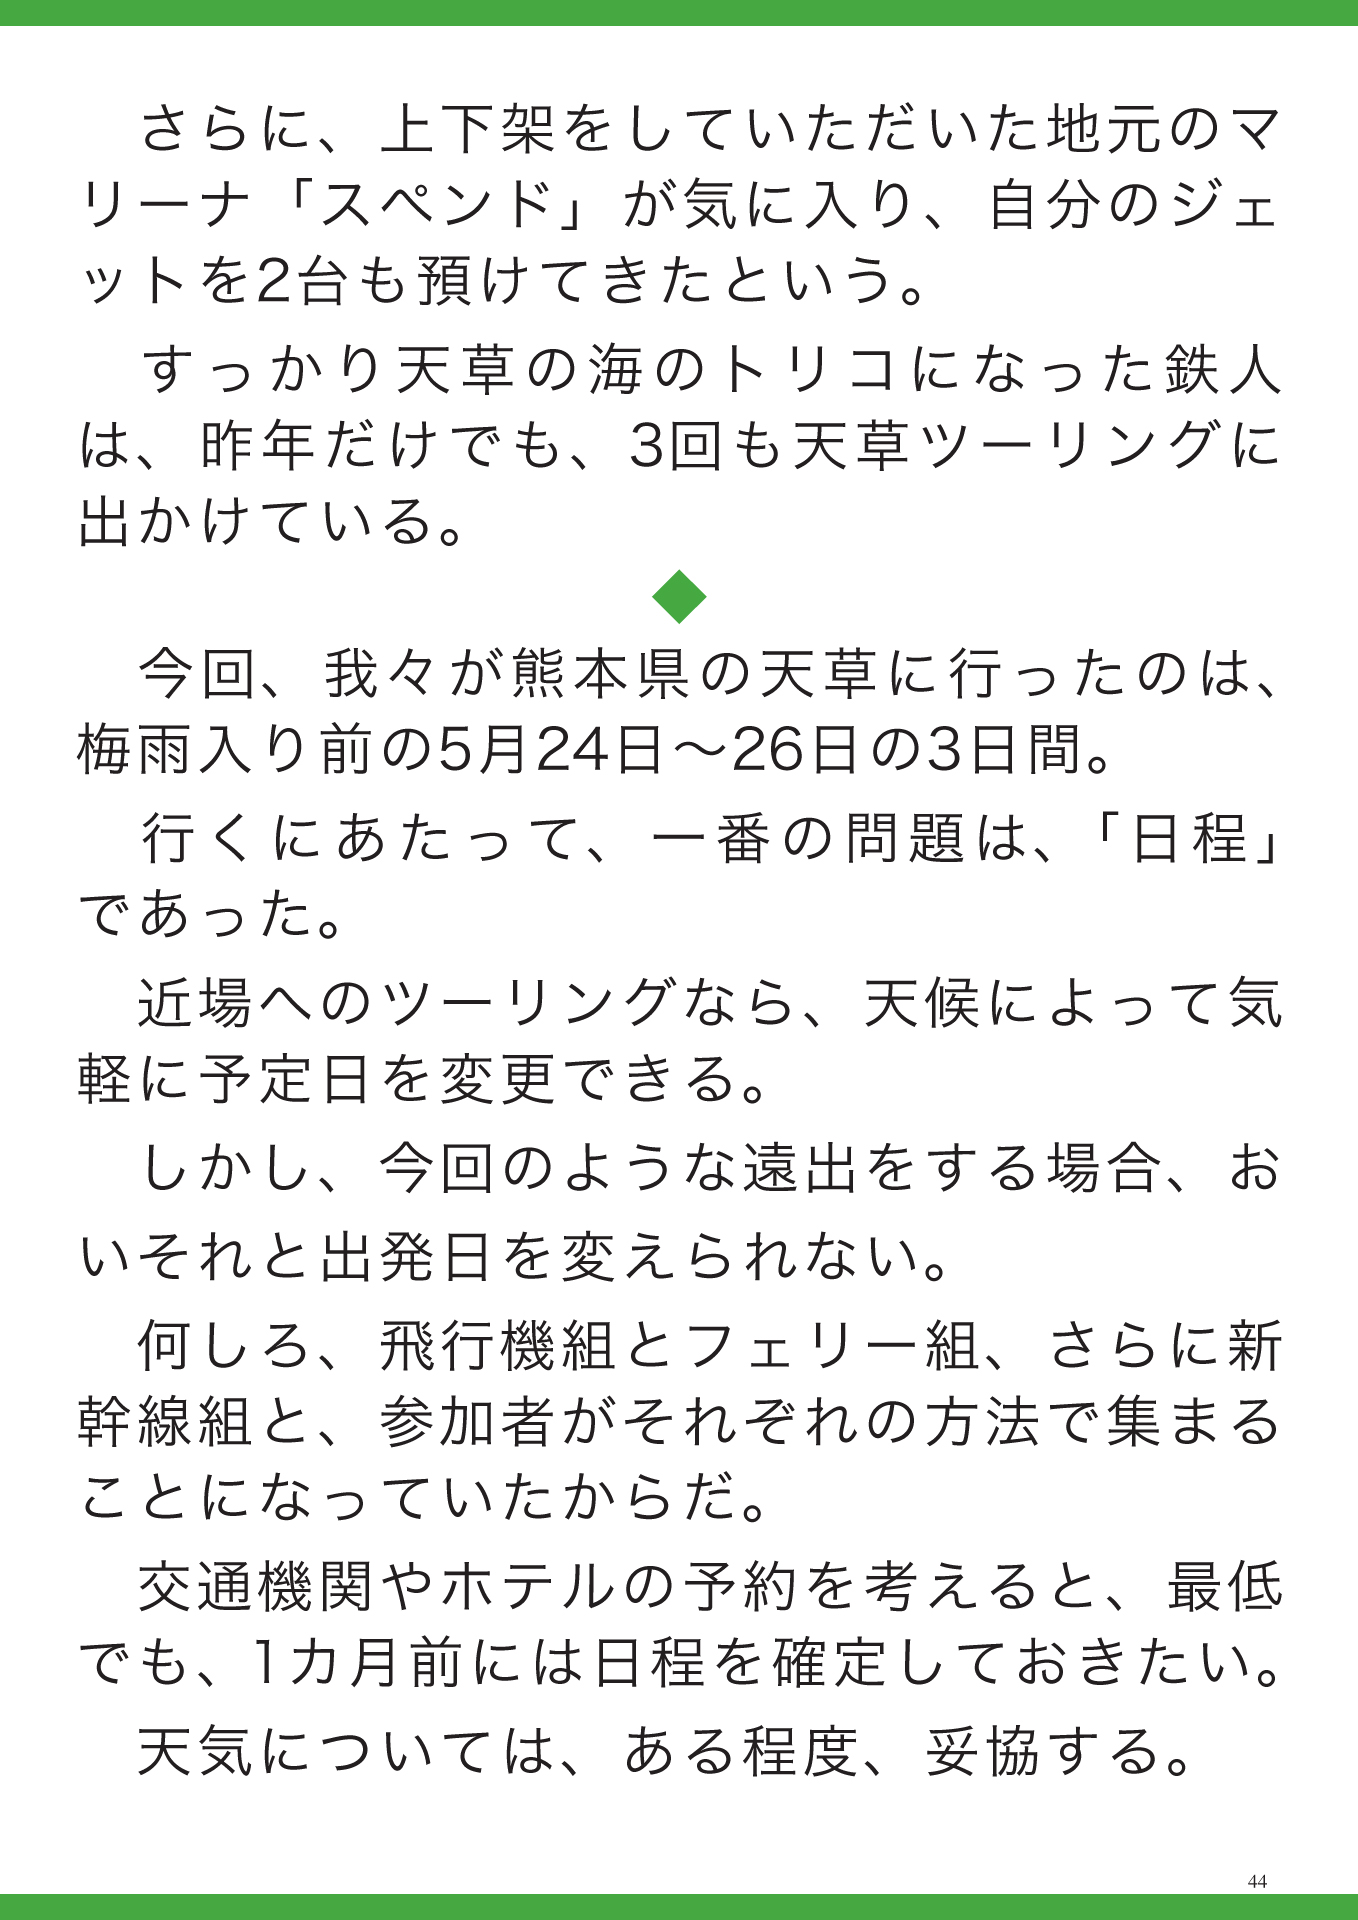 さらに、上下架をしていただいた地元のマ
リーナ「スペンド」が気に入り、自分のジェ
ットを2台も預けてきたという。
　すっかり天草の海のトリコになった鉄人
は、昨年だけでも、3回も天草ツーリングに
出かけている。
◆
　今回、我々が熊本県の天草に行ったのは、
梅雨入り前の5月24日～26日の3日間。
　行くにあたって、一番の問題は、「日程」
であった。
　近場へのツーリングなら、天候によって気
軽に予定日を変更できる。
　しかし、今回のような遠出をする場合、お
いそれと出発日を変えられない。
　何しろ、飛行機組とフェリー組、さらに新
幹線組と、参加者がそれぞれの方法で集まる
ことになっていたからだ。
　交通機関やホテルの予約を考えると、最低
でも、1カ月前には日程を確定しておきたい。
　天気については、ある程度、妥協する。
44